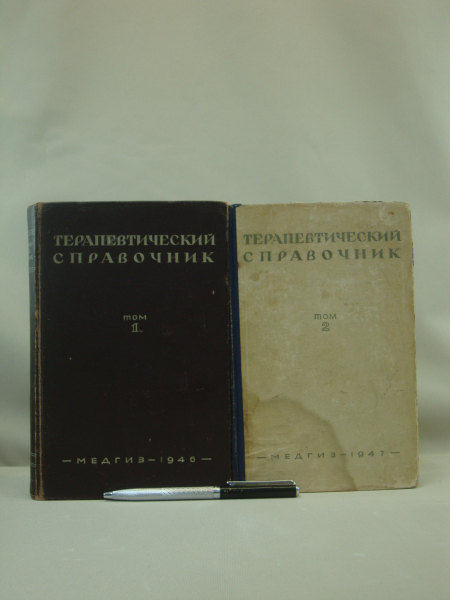 ТЕРАПЕВТИЧЕСКИЙ
СПРАВОЧНИК
том
1.
— МЕДГИЗ — 1946 —
ТЕРАПЕВТИЧЕСКИЙ
СПРАВОЧНИК
том
2
— МЕДГИЗ — 1947 —